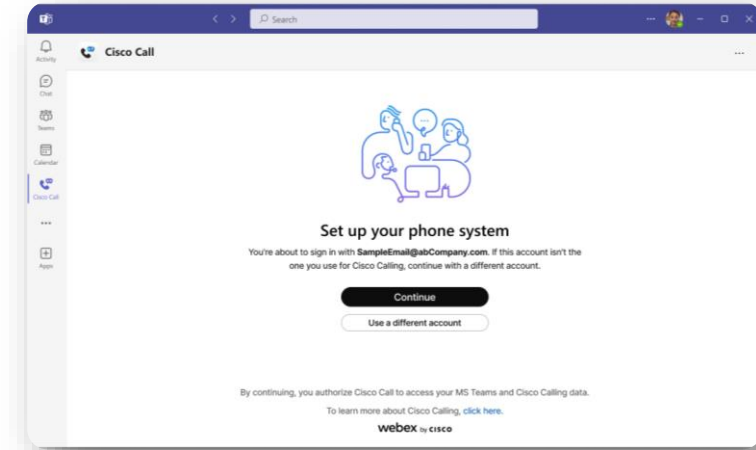 Search
Activity
Cisco Call
Chat
Teams
Calendar
Cisco Call
Apps
Set up your phone system
You're about to sign in with SampleEmail@abCompany.com. If this account isn't the
one you use for Cisco Calling, continue with a different account.
Continue
Use a different account
By continuing, you authorize Cisco Call to access your MS Teams and Cisco Calling data.
To learn more about Cisco Calling, click here.
webex by CISCO